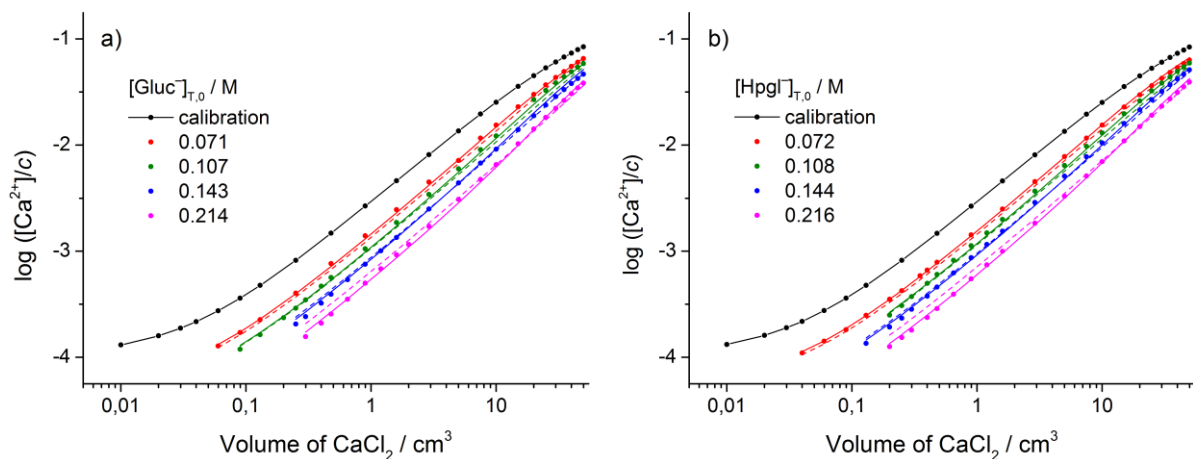 a)
[Gluc⁻]T,0 / M
calibration
0.071
0.107
0.143
0.214
-1
-2
-3
-4
log ([Ca²⁺]/c)
0,01 0,1 1 10
Volume of CaCl₂ / cm³
b)
[Hpgl⁻]T,0 / M
calibration
0.072
0.108
0.144
0.216
-1
-2
-3
-4
log ([Ca²⁺]/c)
0,01 0,1 1 10
Volume of CaCl₂ / cm³